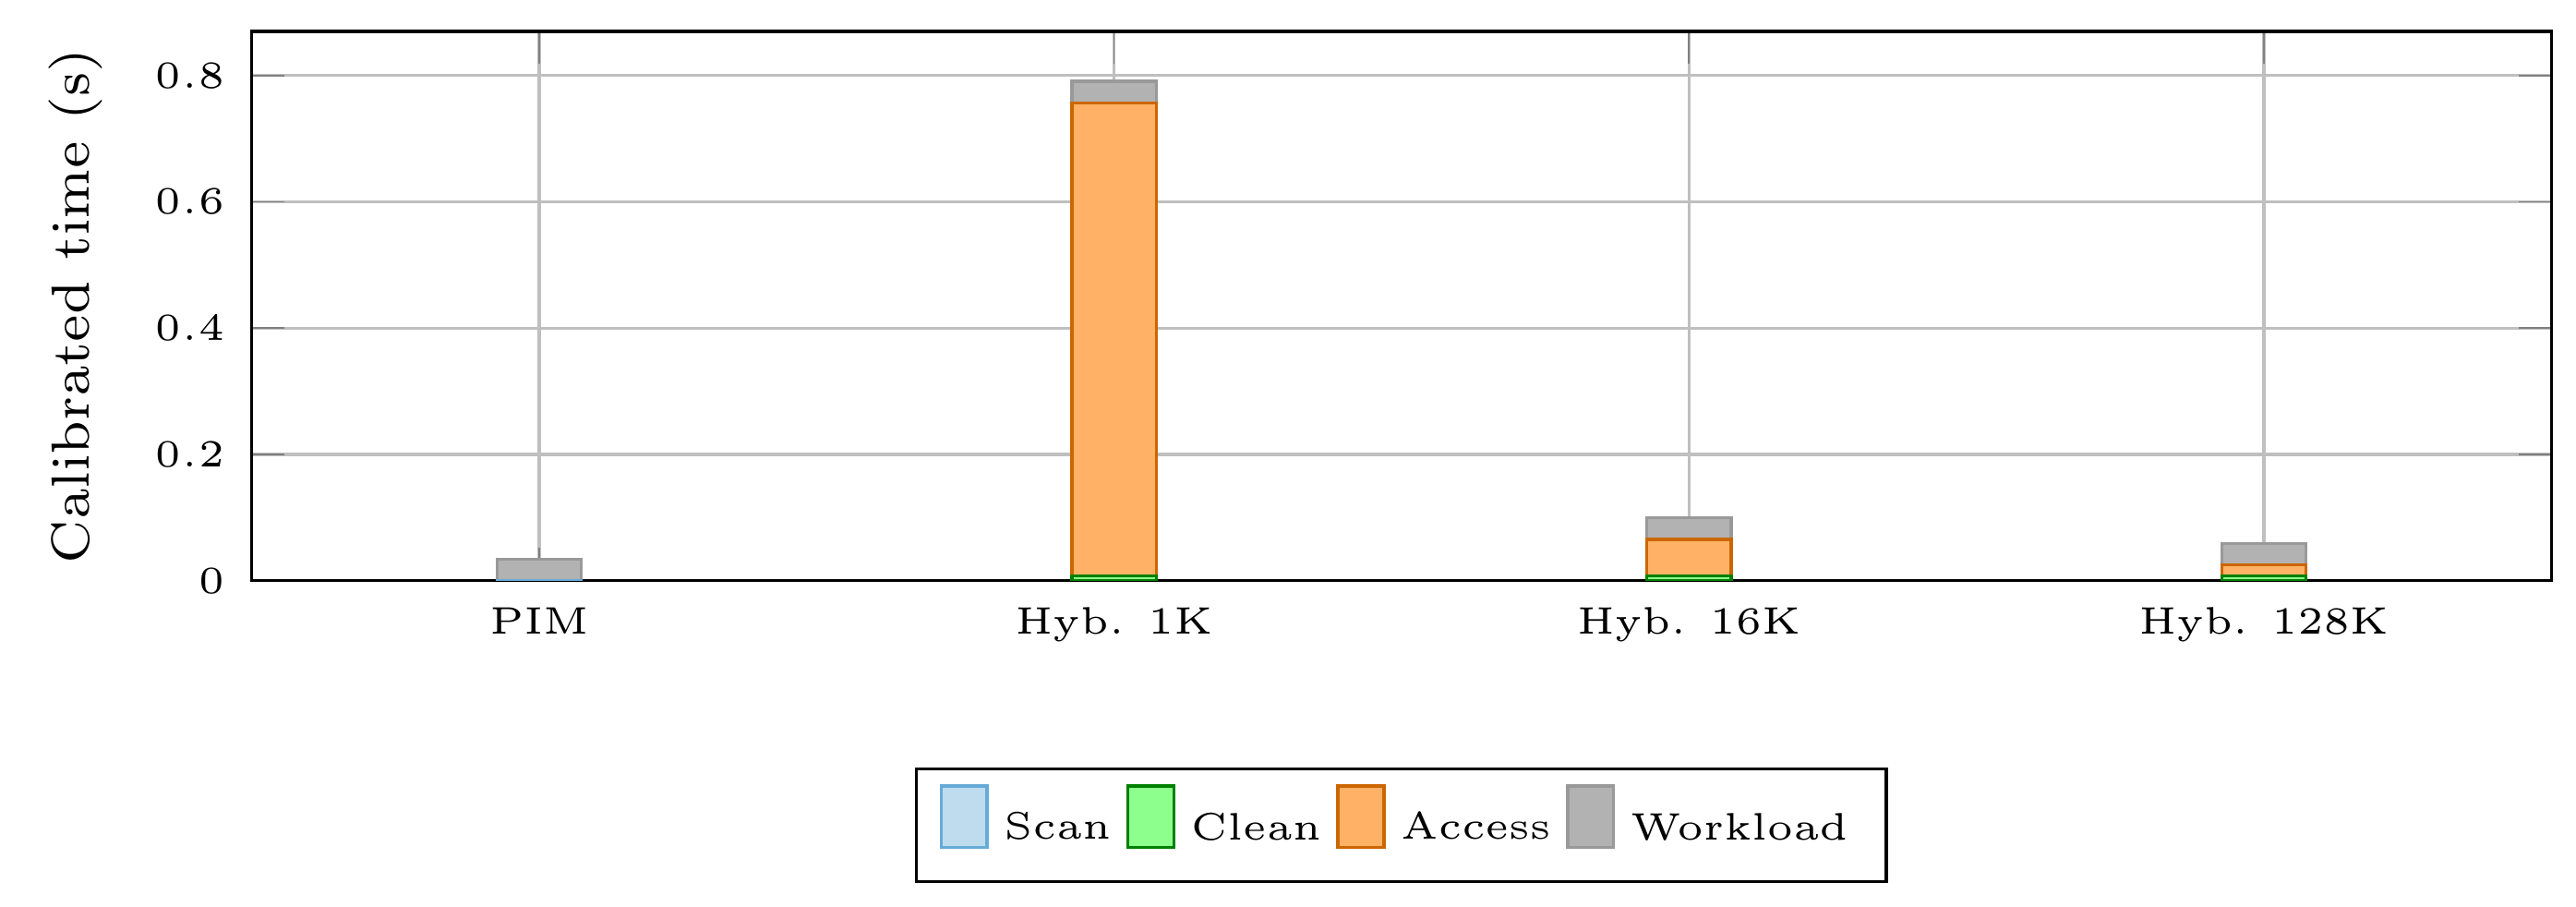 Calibrated time (s)
0.8
0.6
0.4
0.2
0
PIM Hyb. 1K Hyb. 16K Hyb. 128K
Scan Clean Access Workload